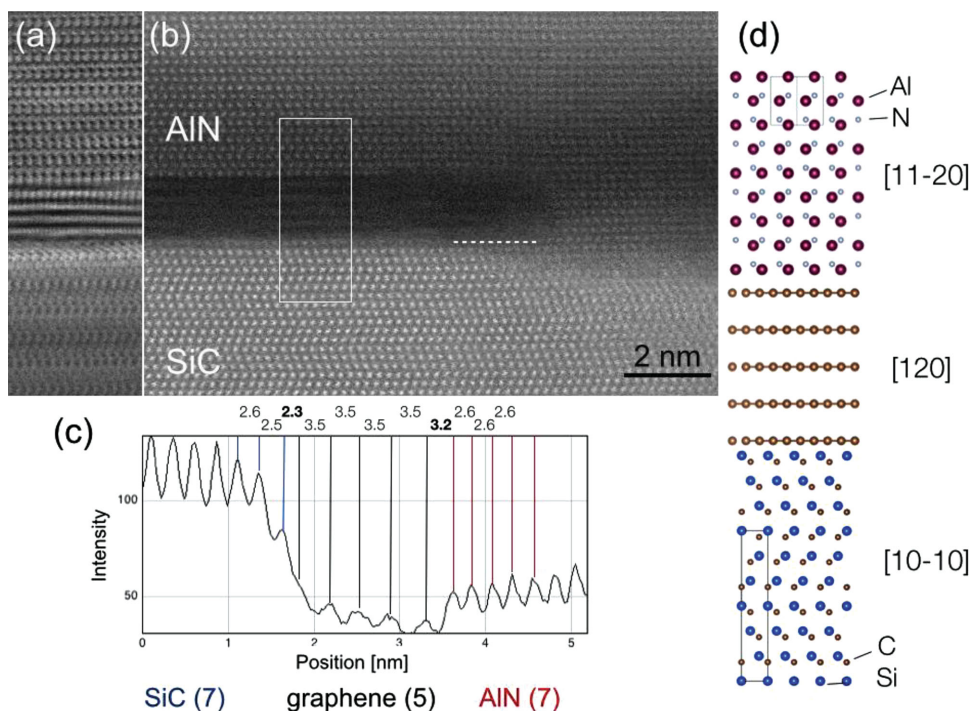 (a)
(b)
(d)
AlN
SiC
2 nm
Al
N
[11-20]
[120]
[10-10]
C
Si
(c)
2.6 2.3 3.5 3.5 2.6 2.6
2.5 3.5 3.5 3.2 2.6
Intensity
100
50
0 1 2 3 4 5
Position [nm]
SiC (7) graphene (5) AlN (7)